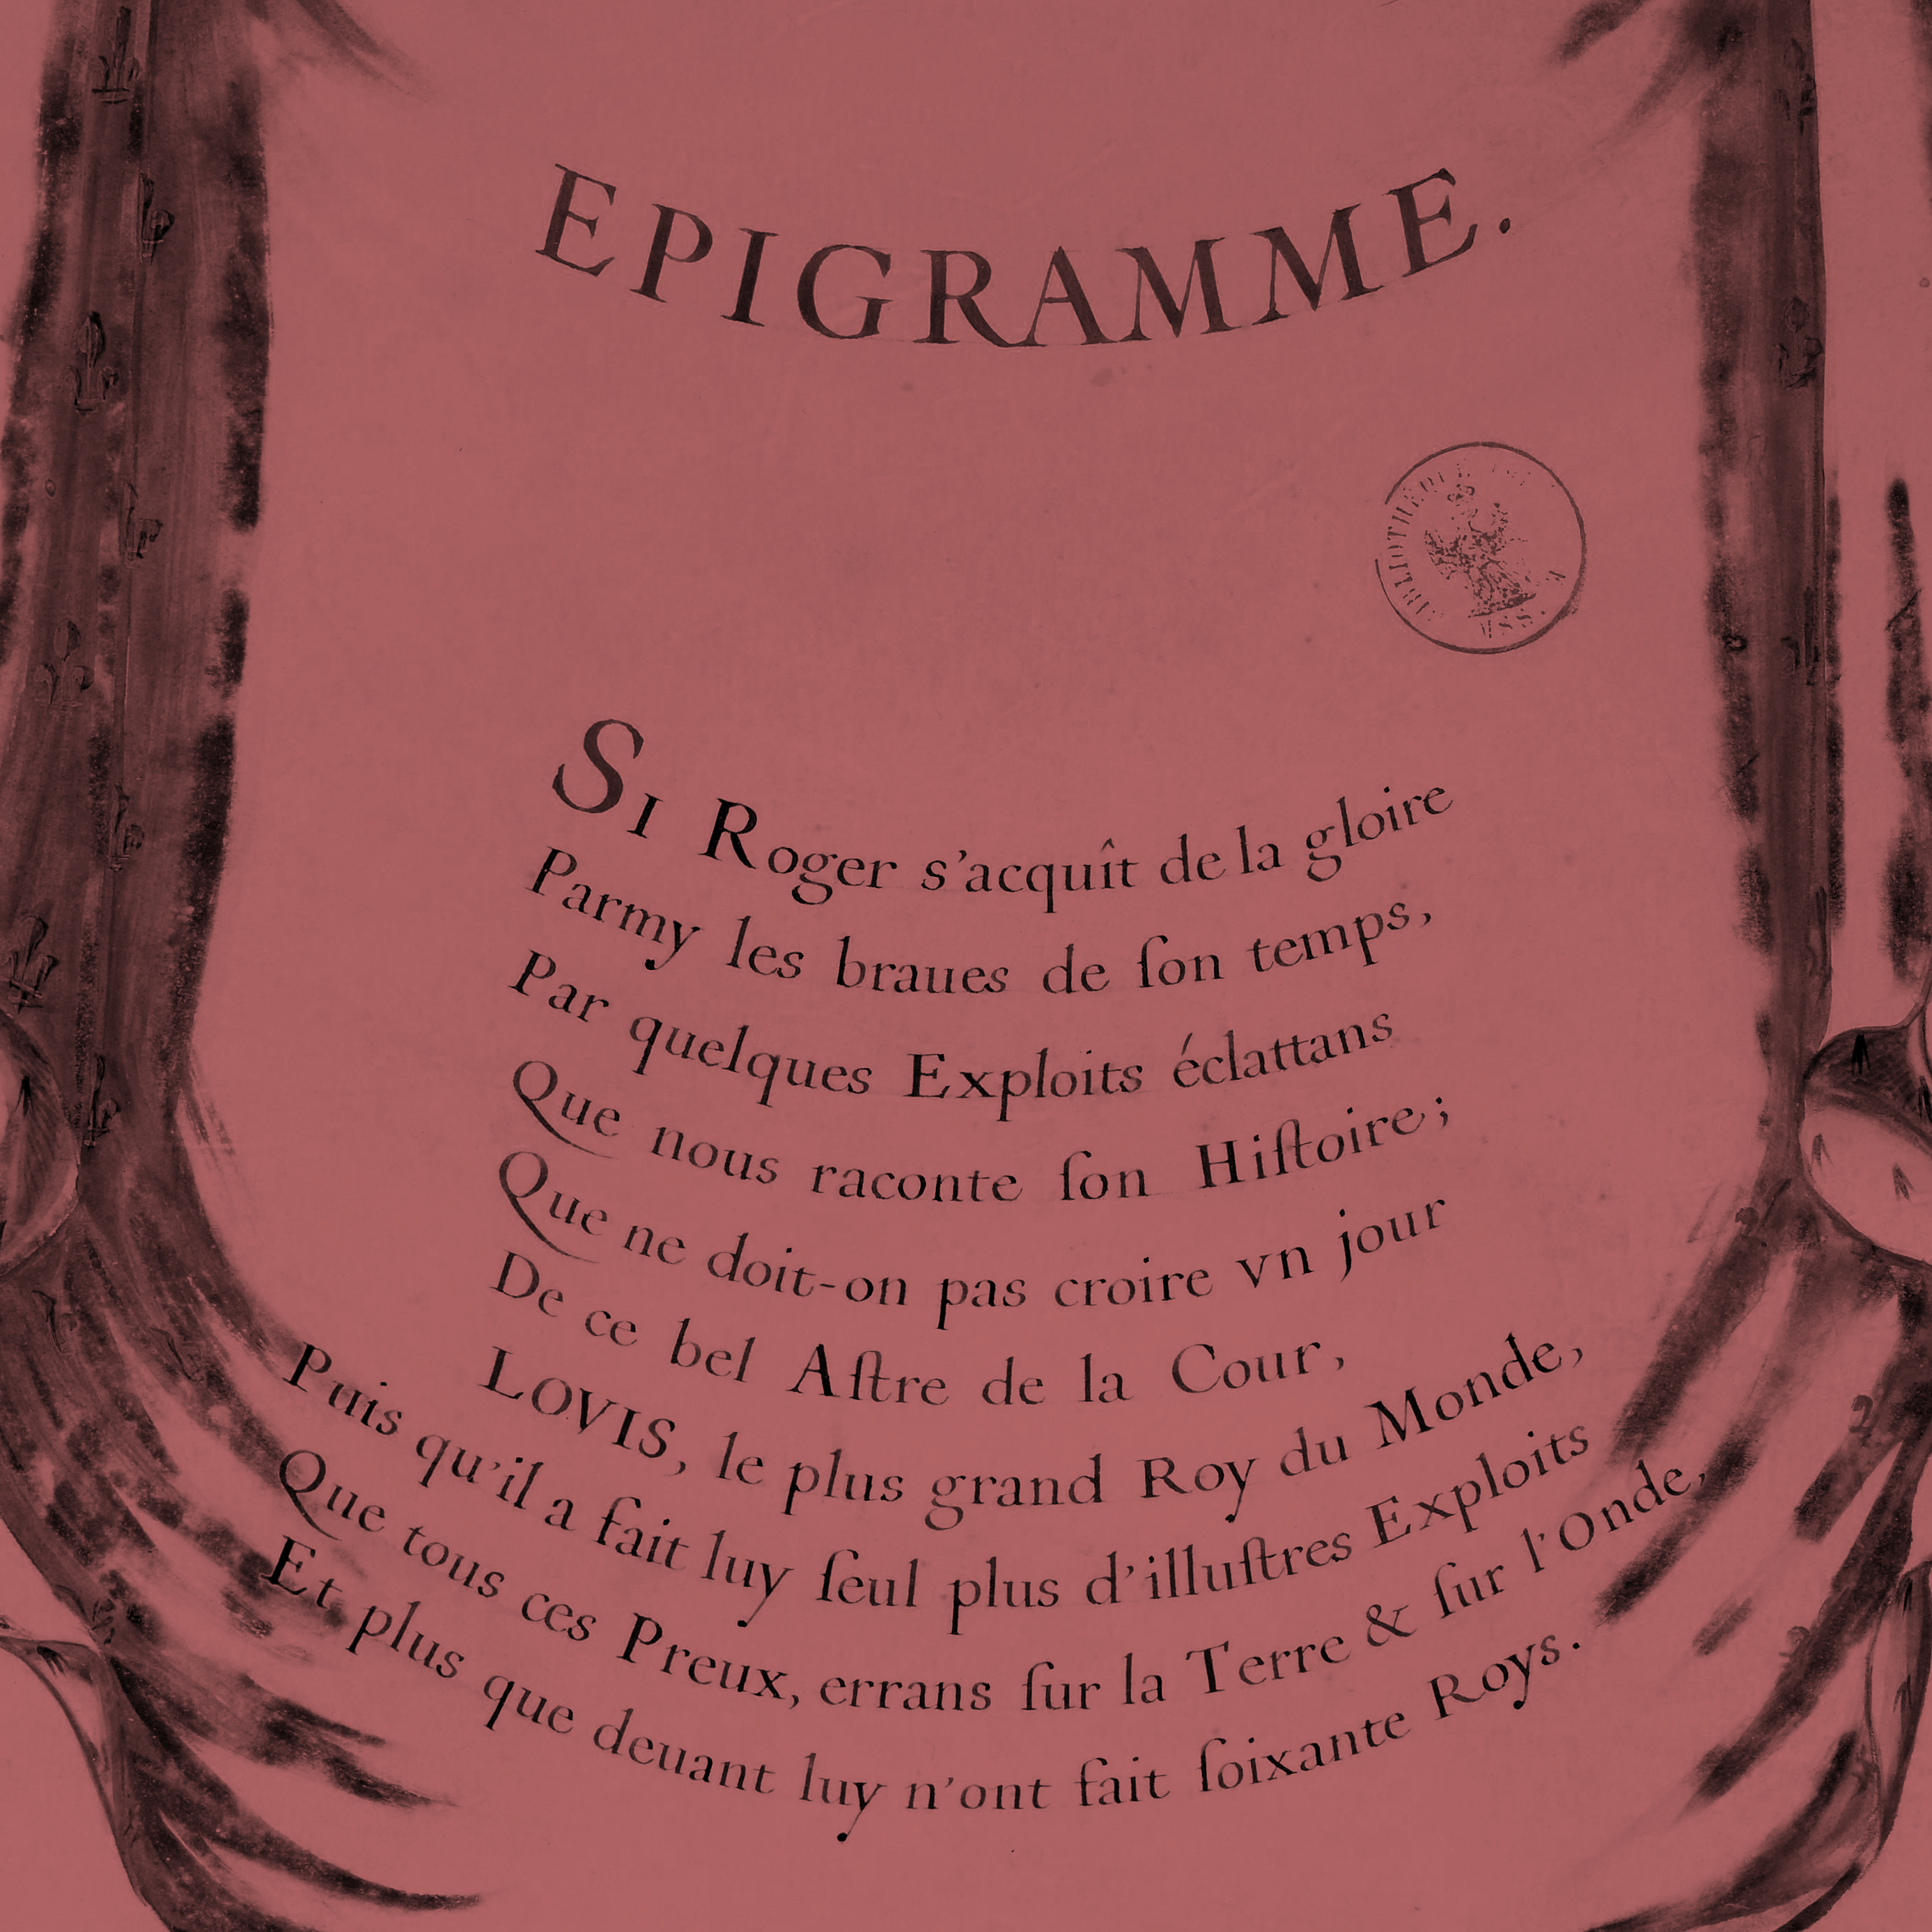 EPIGRAMME.
BIBLIOTHEQUE
SI Roger s'acquît de la gloire
Parmy les braues de ſon temps,
Par quelques Exploits éclattans
Que nous raconte ſon Hiſtoire;
Que ne doit-on pas croire vn jour
De ce bel Aſtre de la Cour,
LOVIS, le plus grand Roy du Monde,
Puis qu'il a fait luy ſeul plus d'illuſtres Exploits
Que tous ces Preux, errans ſur la Terre & ſur l'Onde,
Et plus que deuant luy n'ont fait ſoixante Roys.